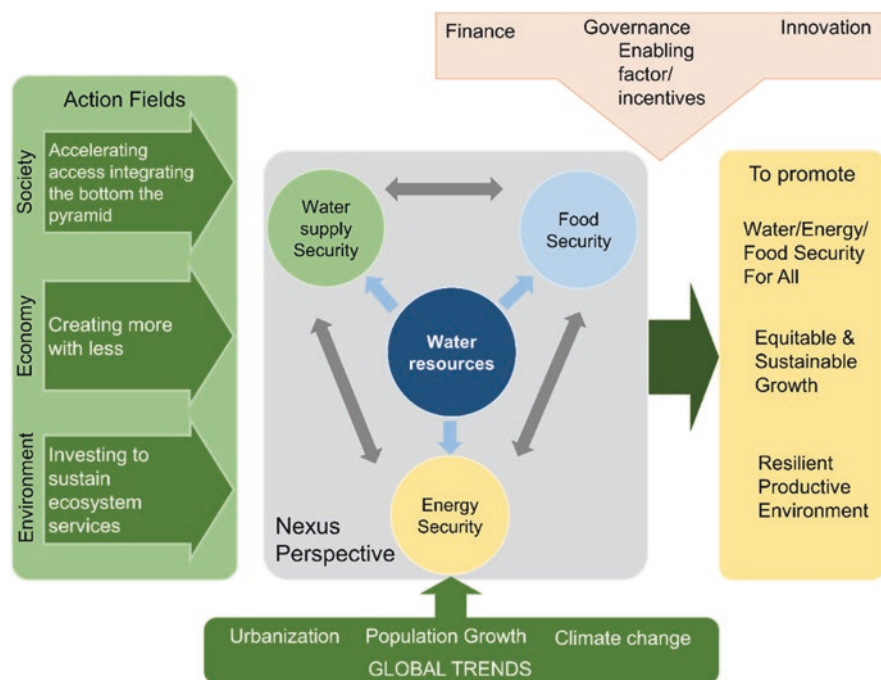 Finance Governance Innovation
Enabling
factor/
incentives
Action Fields
Society
Accelerating
access integrating
the bottom the
pyramid
Economy
Creating more
with less
Environment
Investing to
sustain
ecosystem
services
Water
supply
Security
Food
Security
Water
resources
Energy
Security
Nexus
Perspective
To promote
Water/Energy/
Food Security
For All
Equitable &
Sustainable
Growth
Resilient
Productive
Environment
Urbanization Population Growth Climate change
GLOBAL TRENDS